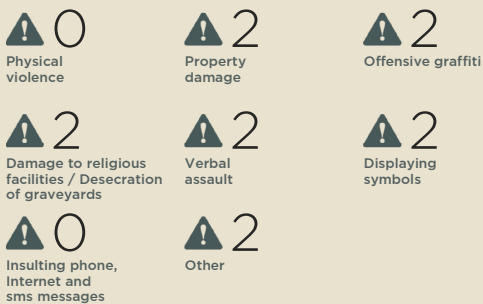 0
Physical
violence
2
Property
damage
2
Offensive graffiti
2
Damage to religious
facilities / Desecration
of graveyards
2
Verbal
assault
2
Displaying
symbols
0
Insulting phone,
Internet and
sms messages
2
Other